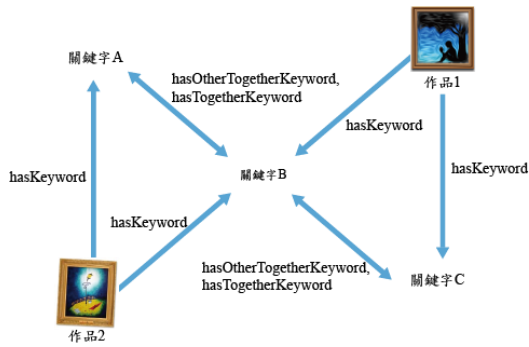 關鍵字A
作品1
hasOtherTogetherKeyword,
hasTogetherKeyword
hasKeyword
hasKeyword
hasKeyword
關鍵字B
hasKeyword
hasOtherTogetherKeyword,
hasTogetherKeyword
關鍵字C
作品2